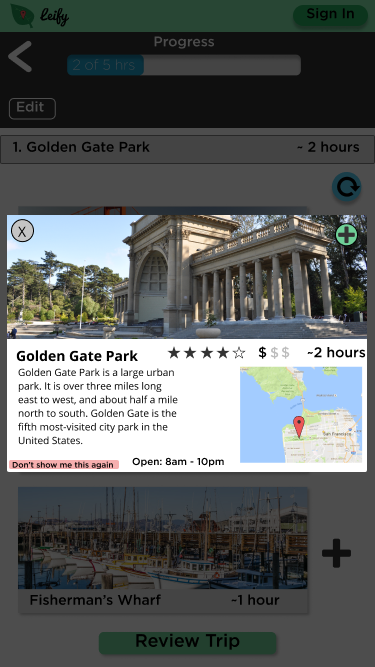 Leify
Sign In
Progress
2 of 5 hrs
Edit
1. Golden Gate Park ~ 2 hours
X
Golden Gate Park ★★★★☆ $$$ ~2 hours
Golden Gate Park is a large urban
park. It is over three miles long
east to west, and about half a mile
north to south. Golden Gate is the
fifth most-visited city park in the
United States.
San Francisco
Don't show me this again
Open: 8am - 10pm
Fisherman's Wharf ~1 hour
Review Trip